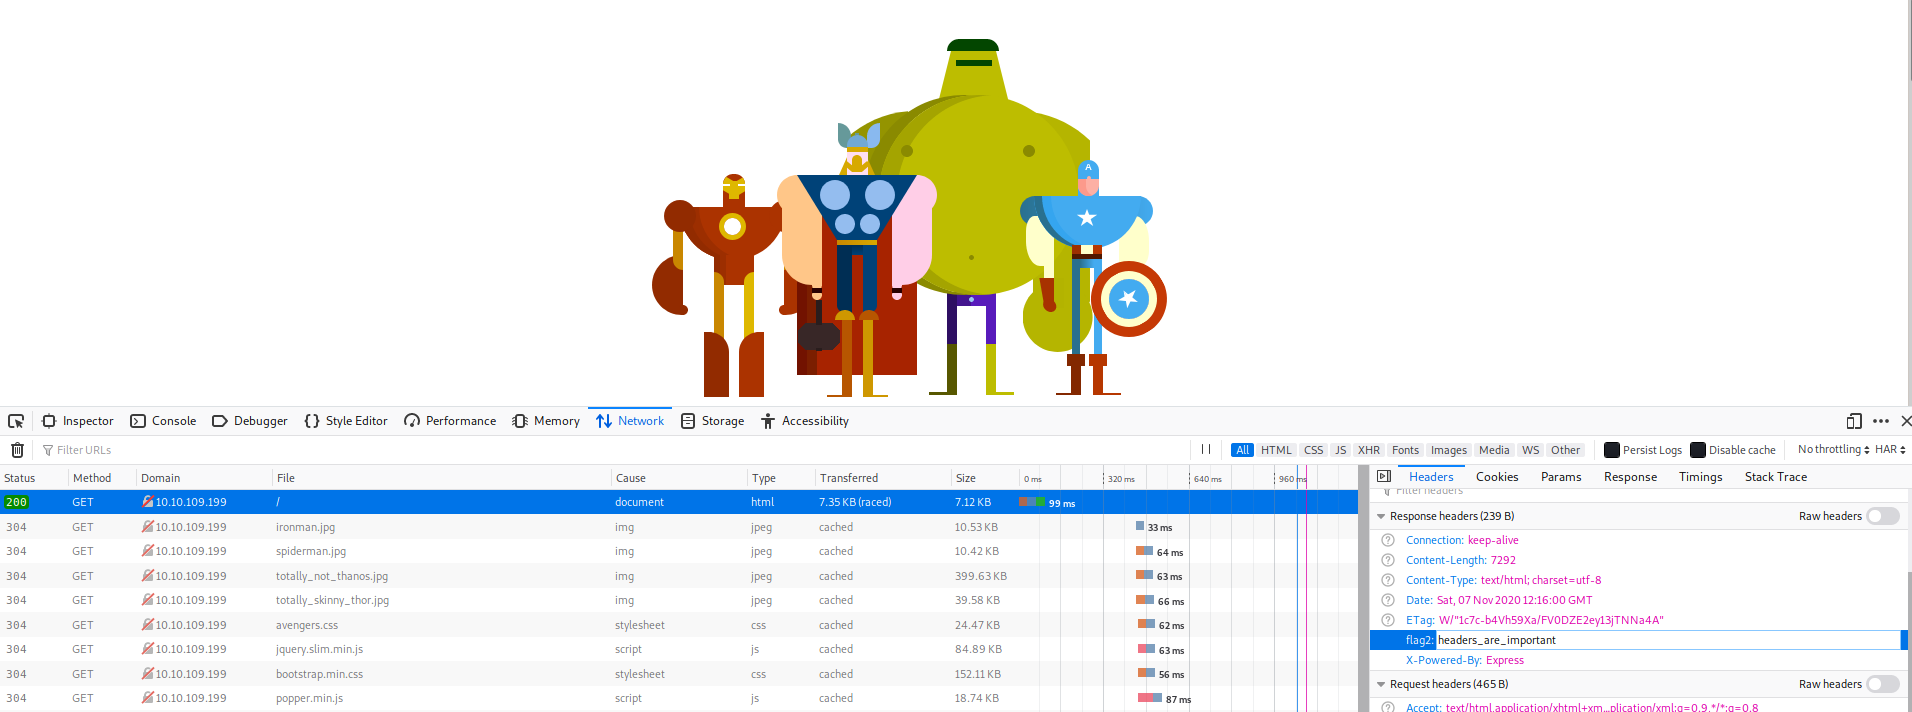 A
Inspector Console Debugger Style Editor Performance Memory Network Storage Accessibility
Filter URLs All HTML CSS JS XHR Fonts Images Media WS Other Persist Logs Disable cache No throttling HAR
Status Method Domain File Cause Type Transferred Size 0 ms 320 ms 640 ms 960 ms
200 GET 10.10.109.199 / document html 7.35 KB (raced) 7.12 KB 99 ms
304 GET 10.10.109.199 ironman.jpg img jpeg cached 10.53 KB 33 ms
304 GET 10.10.109.199 spiderman.jpg img jpeg cached 10.42 KB 64 ms
304 GET 10.10.109.199 totally_not_thanos.jpg img jpeg cached 399.63 KB 63 ms
304 GET 10.10.109.199 totally_skinny_thor.jpg img jpeg cached 39.58 KB 66 ms
304 GET 10.10.109.199 avengers.css stylesheet css cached 24.47 KB 62 ms
304 GET 10.10.109.199 jquery.slim.min.js script js cached 84.89 KB 63 ms
304 GET 10.10.109.199 bootstrap.min.css stylesheet css cached 152.11 KB 56 ms
304 GET 10.10.109.199 popper.min.js script js cached 18.74 KB 87 ms
Headers Cookies Params Response Timings Stack Trace
Filter headers
Response headers (239 B) Raw headers
Connection: keep-alive
Content-Length: 7292
Content-Type: text/html; charset=utf-8
Date: Sat, 07 Nov 2020 12:16:00 GMT
ETag: W/"1c7c-b4Vh59Xa/FV0DZE2ey13jTNNa4A"
flag2: headers_are_important
X-Powered-By: Express
Request headers (465 B) Raw headers
Accept: text/html,application/xhtml+xm…plication/xml;q=0.9,*/*;q=0.8